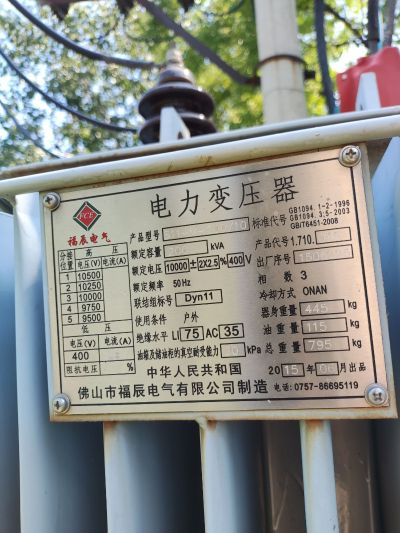 FCE
福辰电气
电力变压器
产品型号
标准代号 GB1094.1-2-1996
GB1094.3.5-2003
GB/T6451-2008
额定容量 KVA
产品代号 1.710.
额定电压 10000±2X2.5%400V
出厂序号
额定频率 50Hz
相数 3
联结组标号 Dyn11
冷却方式 ONAN
使用条件 户外
器身重量 445 kg
绝缘水平 LI 75 AC 35
油重量 115 kg
油箱及储油柜的真空耐受能力 kPa
总重量 795 kg
分接位置 高压
电压(V) 电流(A)
1 10500
2 10250
3 10000
4 9750
5 9500
低压
电压(V) 电流(A)
400
阻抗电压 %
中华人民共和国
2015年06月出品
佛山市福辰电气有限公司制造
电话:0757-86695119